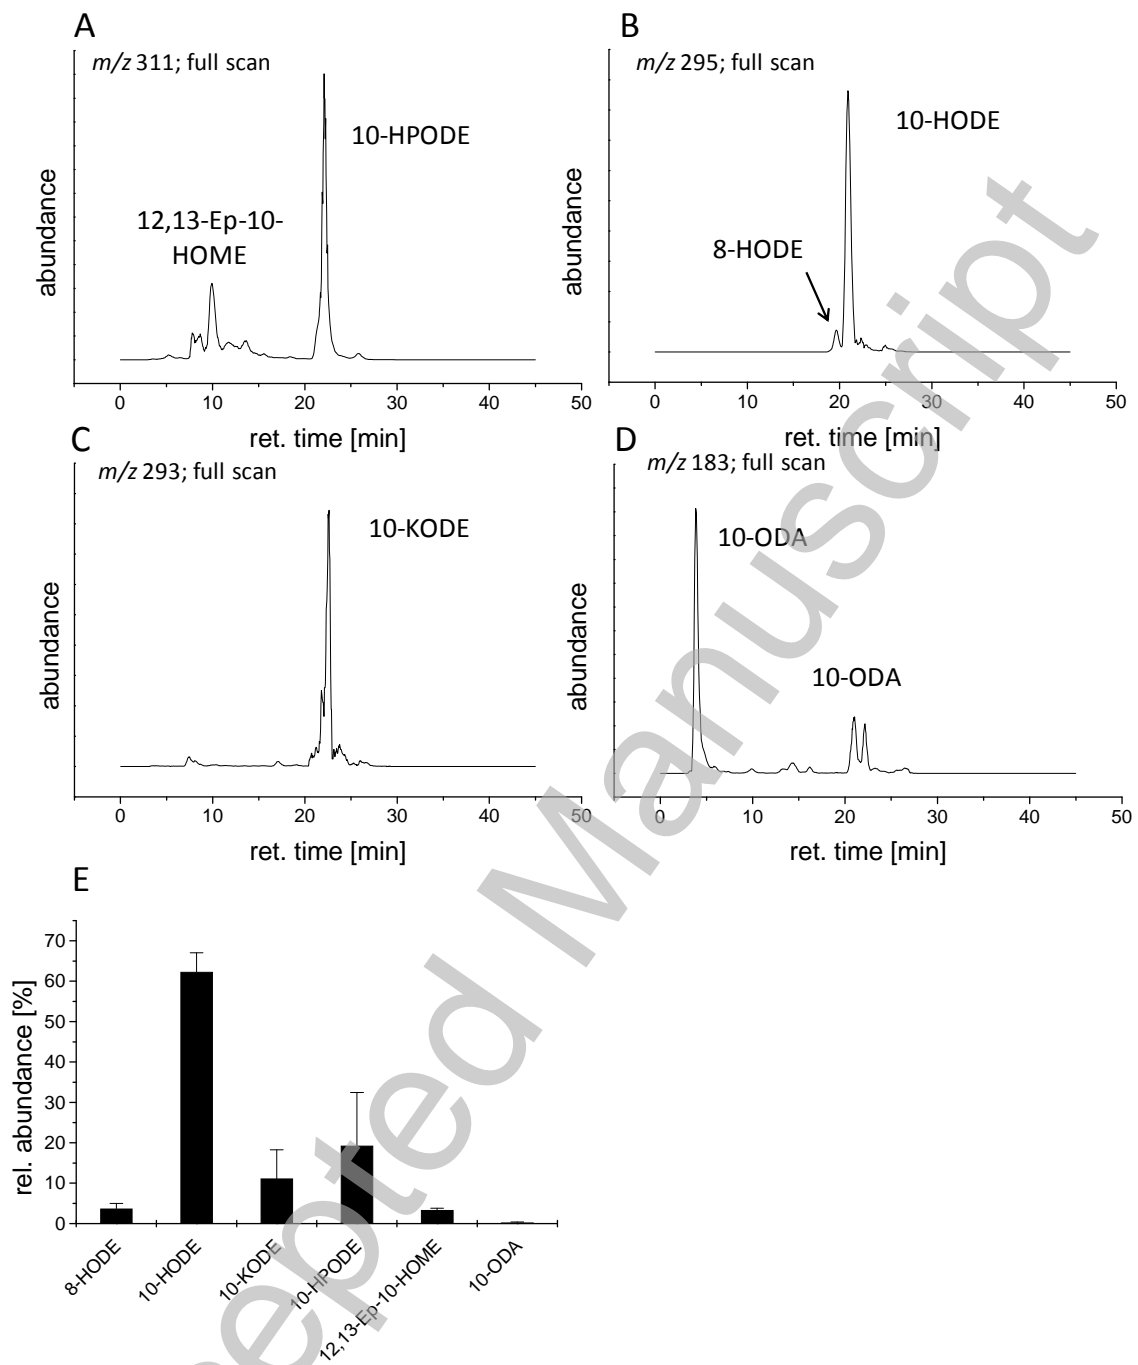 A
m/z 311; full scan
10-HPODE
12,13-Ep-10-
HOME
abundance
0 10 20 30 40 50
ret. time [min]
B
m/z 295; full scan
10-HODE
8-HODE
abundance
0 10 20 30 40 50
ret. time [min]
C
m/z 293; full scan
10-KODE
abundance
0 10 20 30 40 50
ret. time [min]
D
m/z 183; full scan
10-ODA
10-ODA
abundance
0 10 20 30 40 50
ret. time [min]
E
rel. abundance [%]
70
60
50
40
30
20
10
0
8-HODE
10-HODE
10-KODE
10-HPODE
12,13-Ep-10-HOME
10-ODA
epted Manuscript